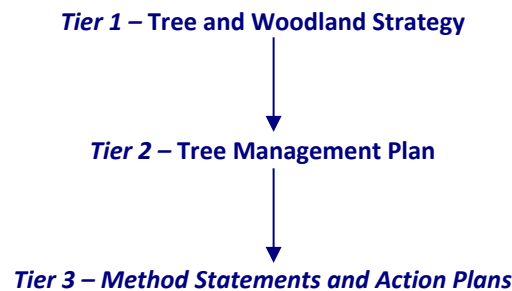 Tier 1 – Tree and Woodland Strategy
Tier 2 – Tree Management Plan
Tier 3 – Method Statements and Action Plans